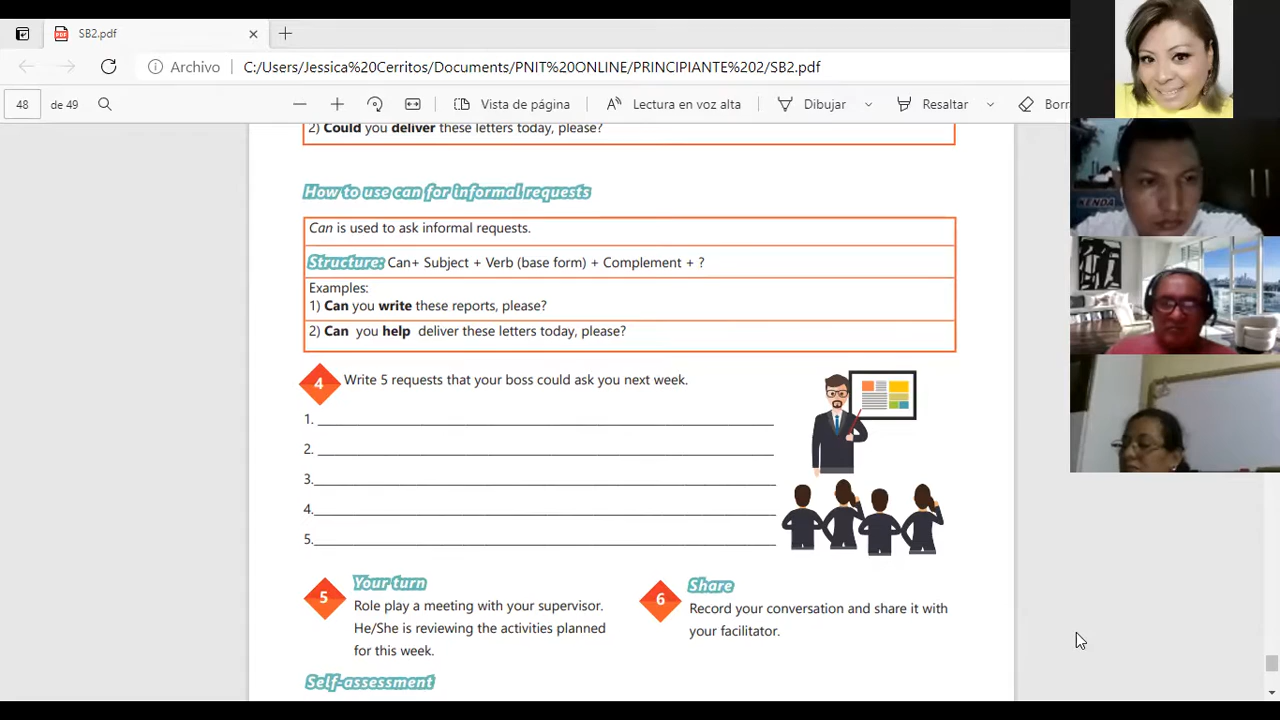 SB2.pdf
Archivo C:/Users/Jessica%20Cerritos/Documents/PNIT%20ONLINE/PRINCIPIANTE%202/SB2.pdf
48 de 49 Vista de página Lectura en voz alta Dibujar Resaltar Borr
2) Could you deliver these letters today, please?
How to use can for informal requests
Can is used to ask informal requests.
Structure: Can+ Subject + Verb (base form) + Complement + ?
Examples:
1) Can you write these reports, please?
2) Can you help deliver these letters today, please?
4 Write 5 requests that your boss could ask you next week.
1.
2.
3.
4.
5.
5 Your turn
Role play a meeting with your supervisor.
He/She is reviewing the activities planned
for this week.
6 Share
Record your conversation and share it with
your facilitator.
Self-assessment
KENDA